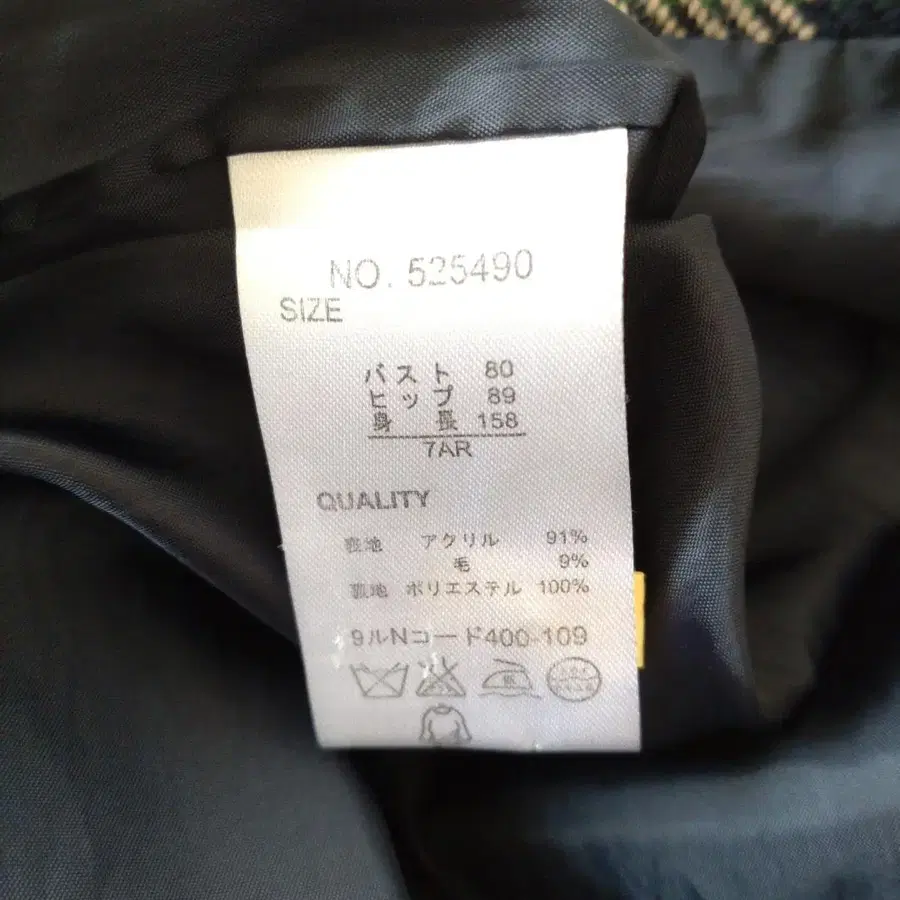 NO. 525490
SIZE
バスト 80
ヒップ 89
身長 158
7AR
QUALITY
表地 アクリル 91%
毛 9%
裏地 ポリエステル 100%
9ルNコード400-109
低